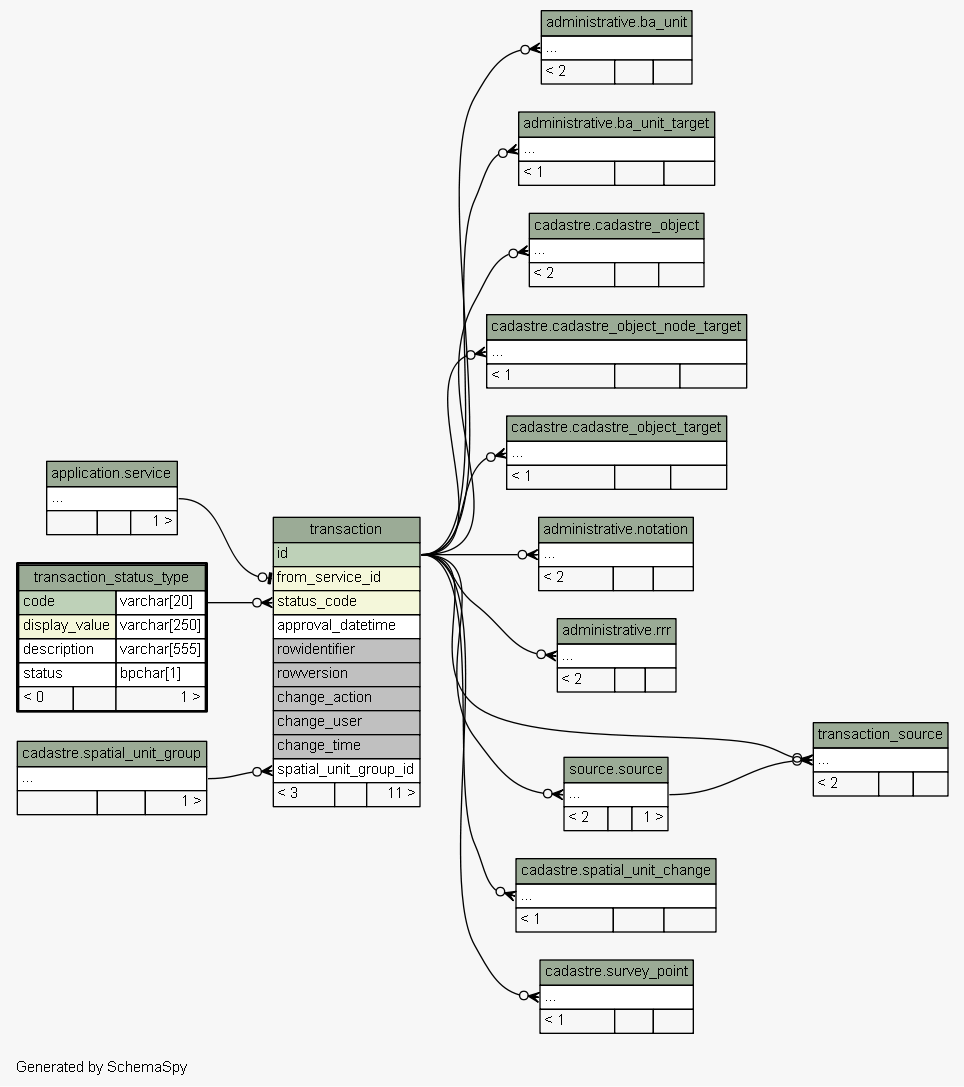 administrative.ba_unit
...
< 2
administrative.ba_unit_target
...
< 1
cadastre.cadastre_object
...
< 2
cadastre.cadastre_object_node_target
...
< 1
cadastre.cadastre_object_target
...
< 1
application.service
...
1 >
transaction_status_type
code varchar[20]
display_value varchar[250]
description varchar[555]
status bpchar[1]
< 0 1 >
cadastre.spatial_unit_group
...
1 >
transaction
id
from_service_id
status_code
approval_datetime
rowidentifier
rowversion
change_action
change_user
change_time
spatial_unit_group_id
< 3 11 >
administrative.notation
...
< 2
administrative.rrr
...
< 2
source.source
...
< 2 1 >
transaction_source
...
< 2
cadastre.spatial_unit_change
...
< 1
cadastre.survey_point
...
< 1
Generated by SchemaSpy